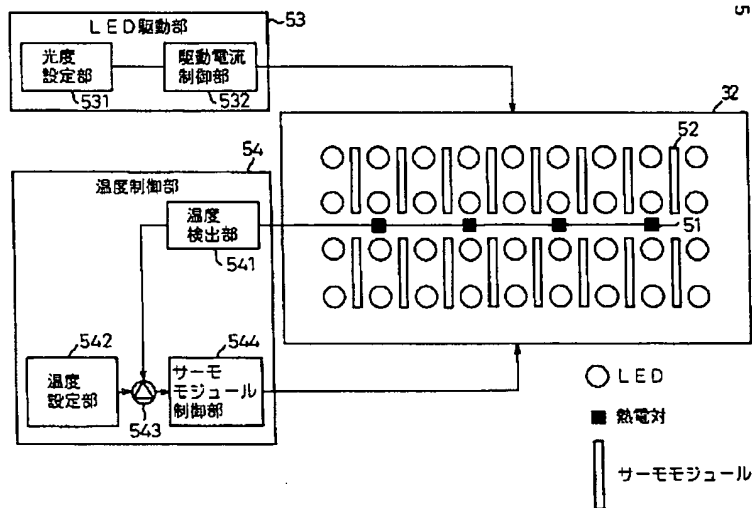 5
LED駆動部
53
光度
設定部
531
駆動電流
制御部
532
32
52
51
54
温度制御部
温度
検出部
541
542
温度
設定部
543
544
サーモ
モジュール
制御部
LED
熱電対
サーモモジュール